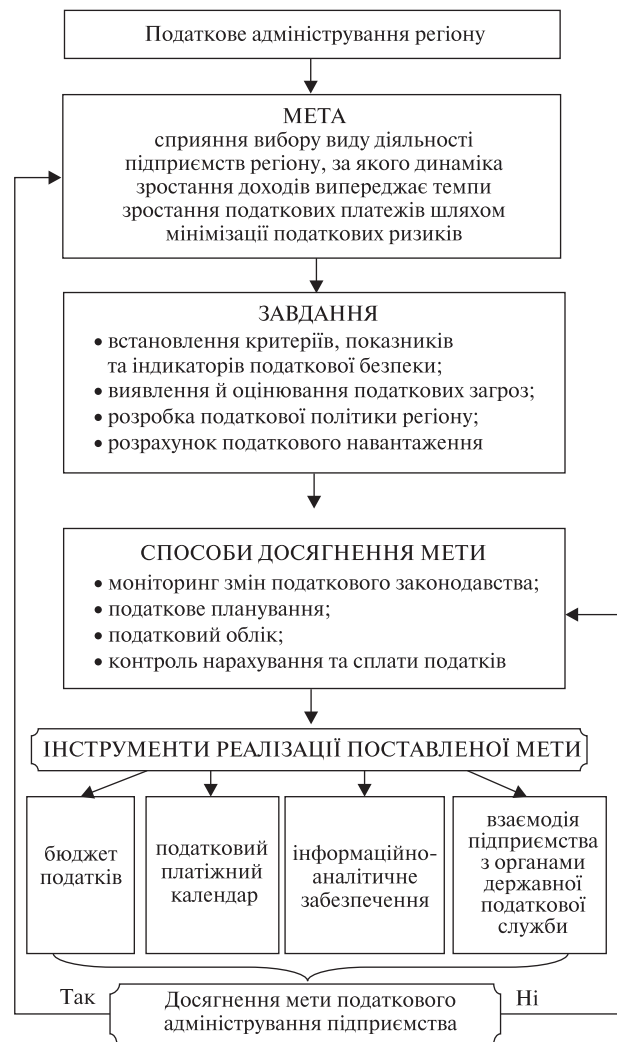 Податкове адміністрування регіону
МЕТА
сприяння вибору виду діяльності
підприємств регіону, за якого динаміка
зростання доходів випереджає темпи
зростання податкових платежів шляхом
мінімізації податкових ризиків
ЗАВДАННЯ
• встановлення критеріїв, показників
та індикаторів податкової безпеки;
• виявлення й оцінювання податкових загроз;
• розробка податкової політики регіону;
• розрахунок податкового навантаження
СПОСОБИ ДОСЯГНЕННЯ МЕТИ
• моніторинг змін податкового законодавства;
• податкове планування;
• податковий облік;
• контроль нарахування та сплати податків
ІНСТРУМЕНТИ РЕАЛІЗАЦІЇ ПОСТАВЛЕНОЇ МЕТИ
бюджет
податків
податковий
платіжний
календар
інформаційно-
аналітичне
забезпечення
взаємодія
підприємства
з органами
державної
податкової
служби
Так
Досягнення мети податкового
адміністрування підприємства
Ні